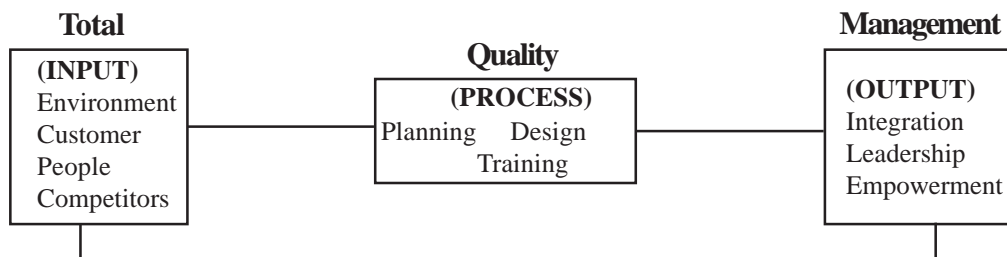 Total
(INPUT)
Environment
Customer
People
Competitors
Quality
(PROCESS)
Planning Design
Training
Management
(OUTPUT)
Integration
Leadership
Empowerment